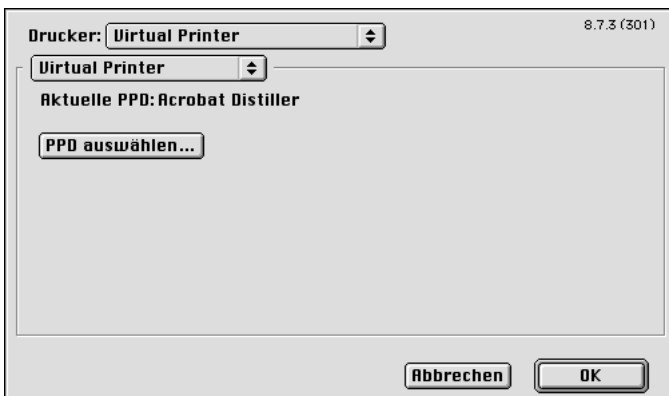 8.7.3 (301)
Drucker: Virtual Printer
Virtual Printer
Aktuelle PPD: Acrobat Distiller
PPD auswählen...
Abbrechen
OK